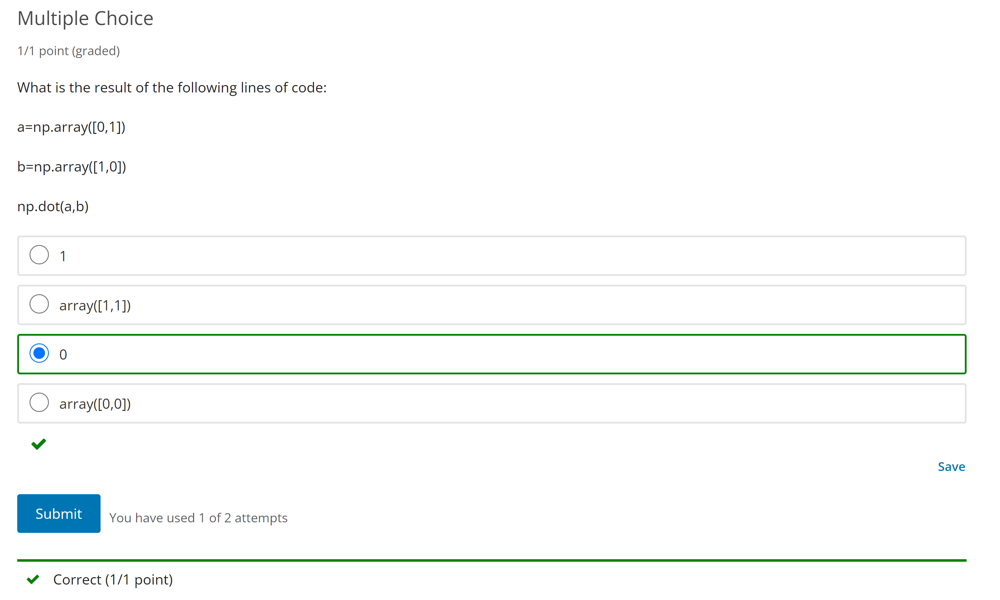 Multiple Choice
1/1 point (graded)
What is the result of the following lines of code:
a=np.array([0,1])
b=np.array([1,0])
np.dot(a,b)
1
array([1,1])
0
array([0,0])
Save
Submit
You have used 1 of 2 attempts
Correct (1/1 point)